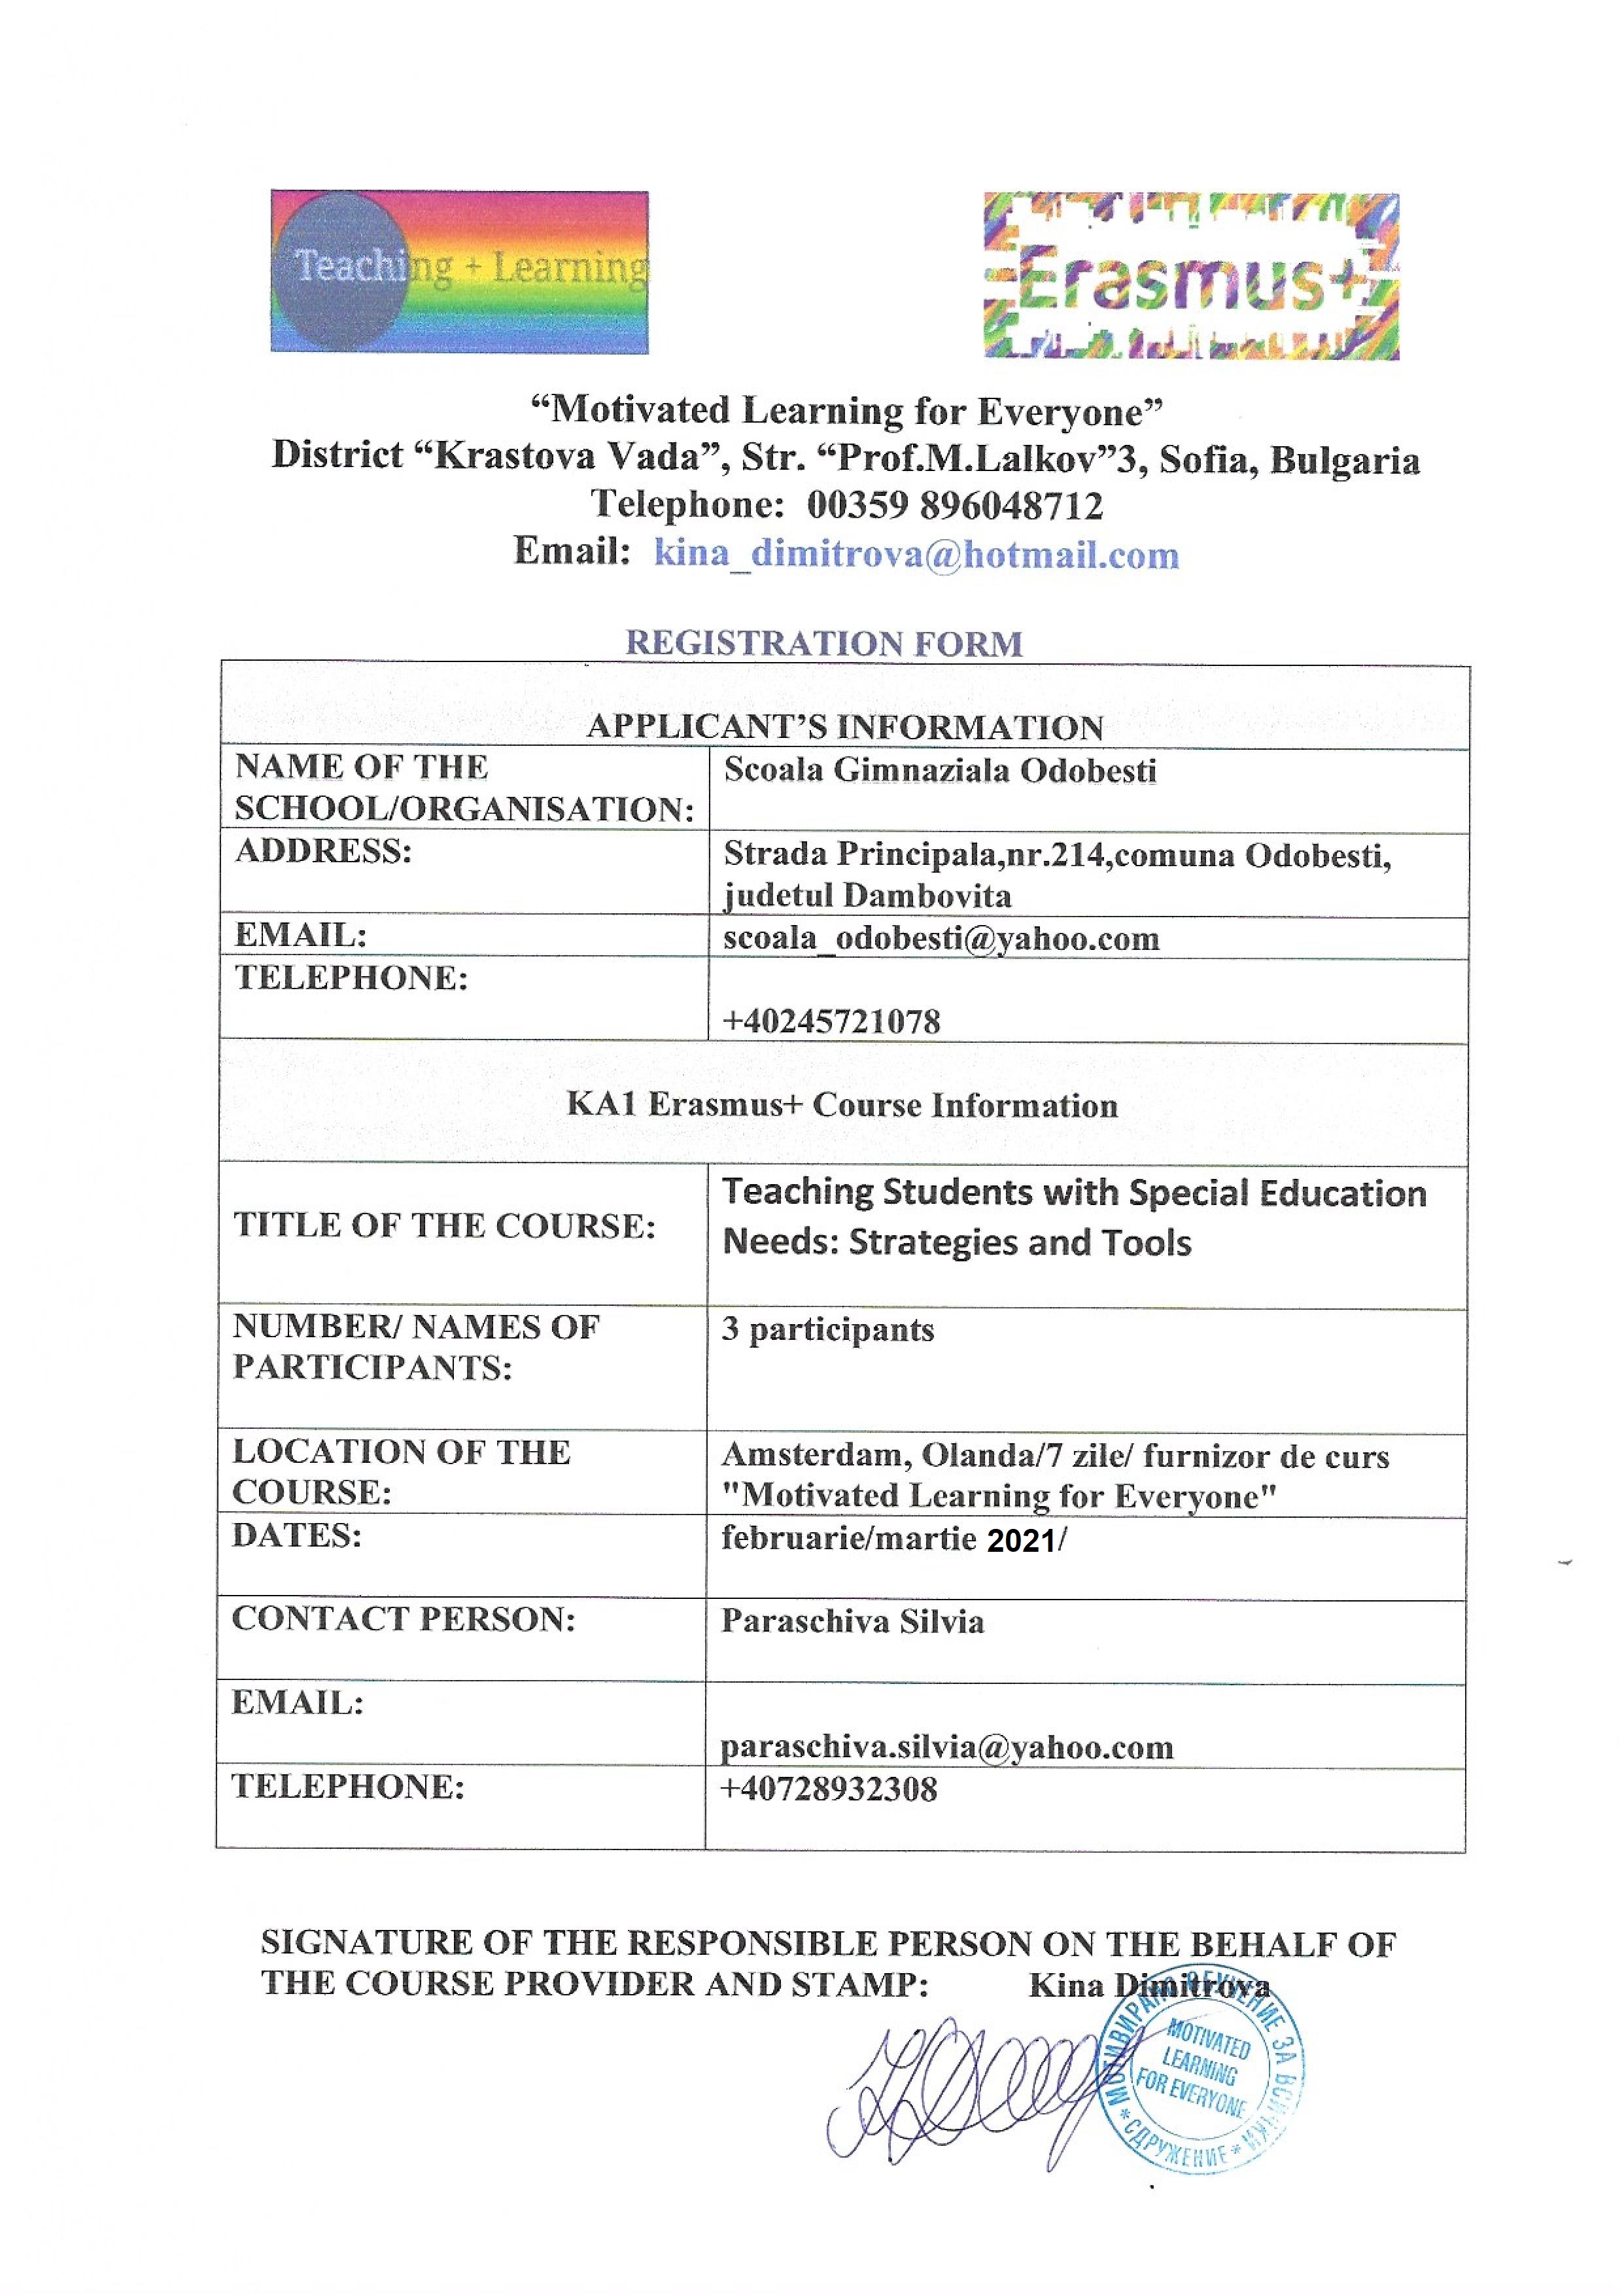 Teaching + Learning
Erasmus+
“Motivated Learning for Everyone”
District “Krastova Vada”, Str. “Prof.M.Lalkov”3, Sofia, Bulgaria
Telephone: 00359 896048712
Email: kina_dimitrova@hotmail.com
REGISTRATION FORM
APPLICANT’S INFORMATION
NAME OF THE
SCHOOL/ORGANISATION:
Scoala Gimnaziala Odobesti
ADDRESS:
Strada Principala,nr.214,comuna Odobesti,
judetul Dambovita
EMAIL:
scoala_odobesti@yahoo.com
TELEPHONE:
+40245721078
KA1 Erasmus+ Course Information
TITLE OF THE COURSE:
Teaching Students with Special Education
Needs: Strategies and Tools
NUMBER/ NAMES OF
PARTICIPANTS:
3 participants
LOCATION OF THE
COURSE:
Amsterdam, Olanda/7 zile/ furnizor de curs
"Motivated Learning for Everyone"
DATES:
februarie/martie 2021/
CONTACT PERSON:
Paraschiva Silvia
EMAIL:
paraschiva.silvia@yahoo.com
TELEPHONE:
+40728932308
SIGNATURE OF THE RESPONSIBLE PERSON ON THE BEHALF OF
THE COURSE PROVIDER AND STAMP: Kina Dimitrova
МОТИВИРАНО ОБУЧЕНИЕ ЗА ВСИЧКИ
MOTIVATED
LEARNING
FOR EVERYONE
* СДРУЖЕНИЕ *